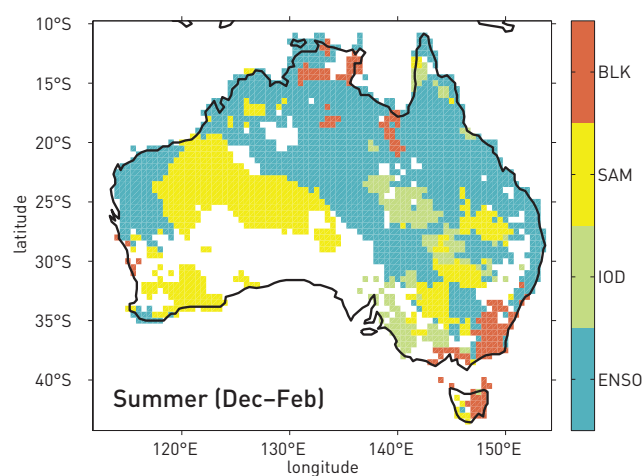 10°S
15°S
20°S
25°S
30°S
35°S
40°S
latitude
Summer (Dec–Feb)
120°E 130°E 140°E 150°E
longitude
BLK
SAM
IOD
ENSO